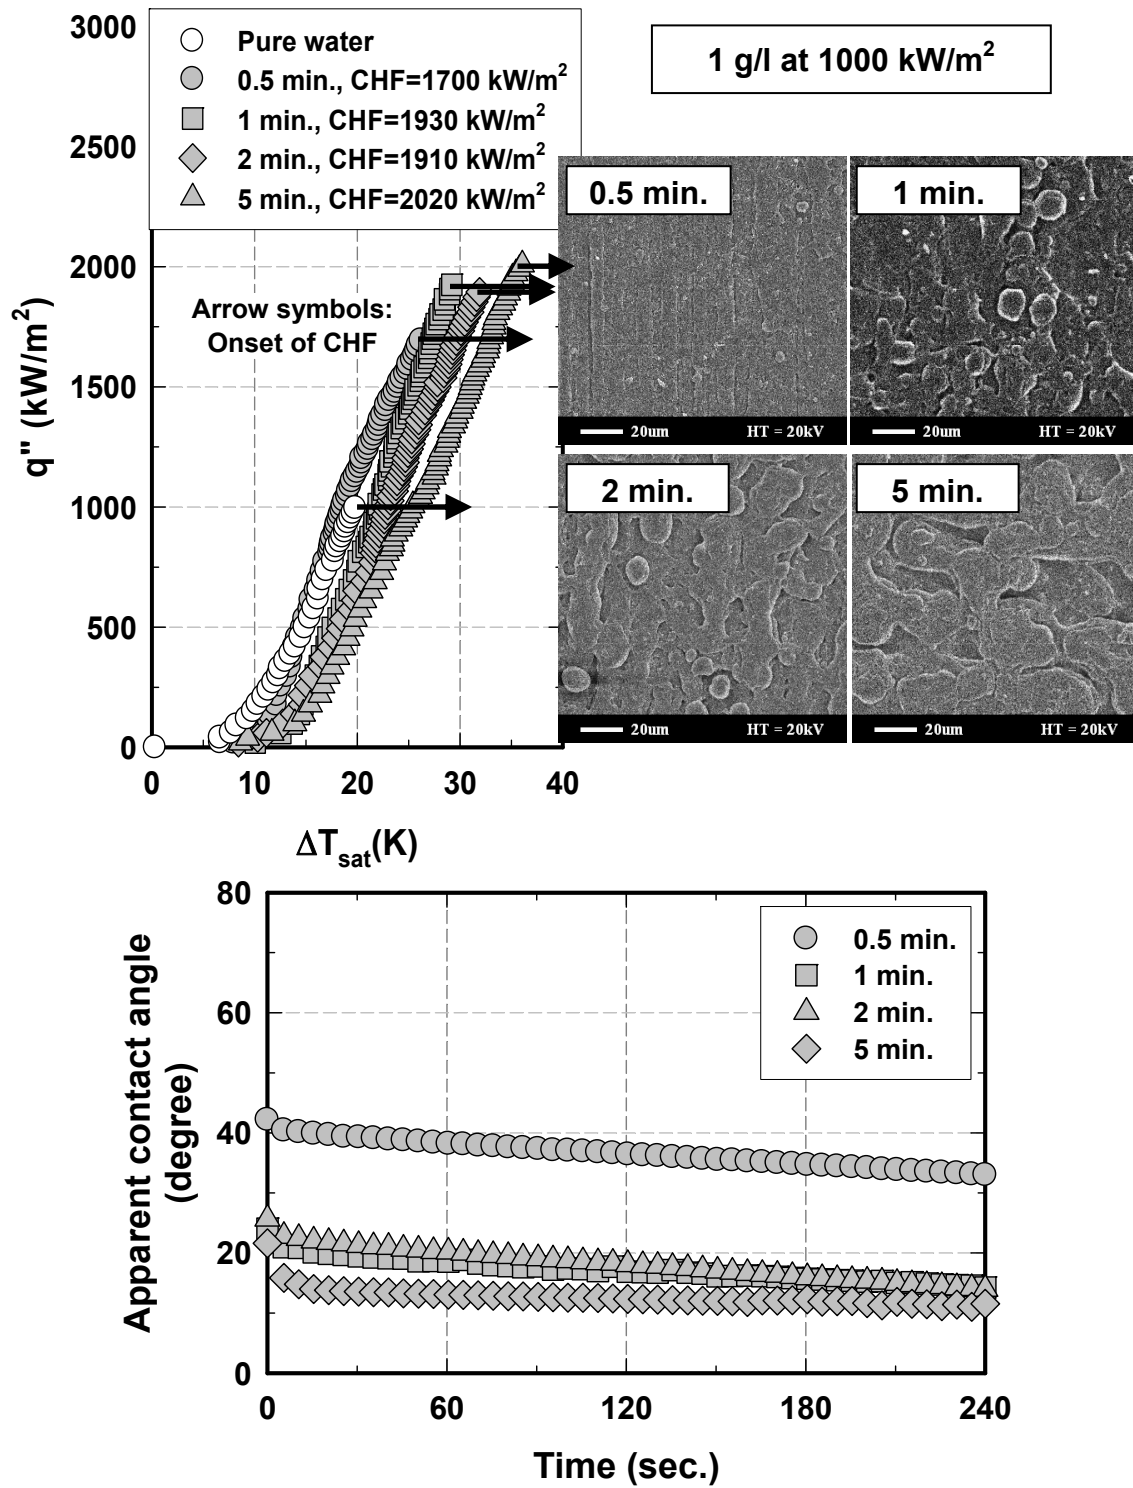 3000
2500
2000
1500
1000
500
0
q" (kW/m²)
Pure water
0.5 min., CHF=1700 kW/m²
1 min., CHF=1930 kW/m²
2 min., CHF=1910 kW/m²
5 min., CHF=2020 kW/m²
1 g/l at 1000 kW/m²
Arrow symbols:
Onset of CHF
0.5 min.
20um HT = 20kV
1 min.
20um HT = 20kV
2 min.
20um HT = 20kV
5 min.
20um HT = 20kV
0 10 20 30 40
ΔTsat(K)
80
60
40
20
0
Apparent contact angle
(degree)
0.5 min.
1 min.
2 min.
5 min.
0 60 120 180 240
Time (sec.)